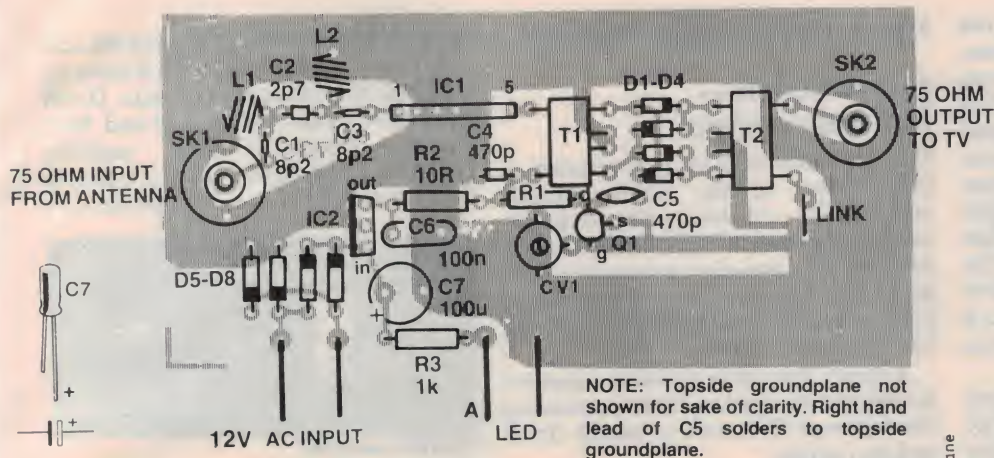 L2
L1
C2
2p7
1
IC1
5
D1-D4
SK2
SK1
C1
8p2
C3
8p2
C4
470p
T1
T2
75 OHM
OUTPUT
TO TV
75 OHM INPUT
FROM ANTENNA
R2
10R
R1
d
C5
470p
LINK
out
IC2
in
C6
100n
s
Q1
g
CV1
D5-D8
C7
100u
+
C7
+
+
R3
1k
A
LED
12V AC INPUT
NOTE: Topside groundplane not
shown for sake of clarity. Right hand
lead of C5 solders to topside
groundplane.